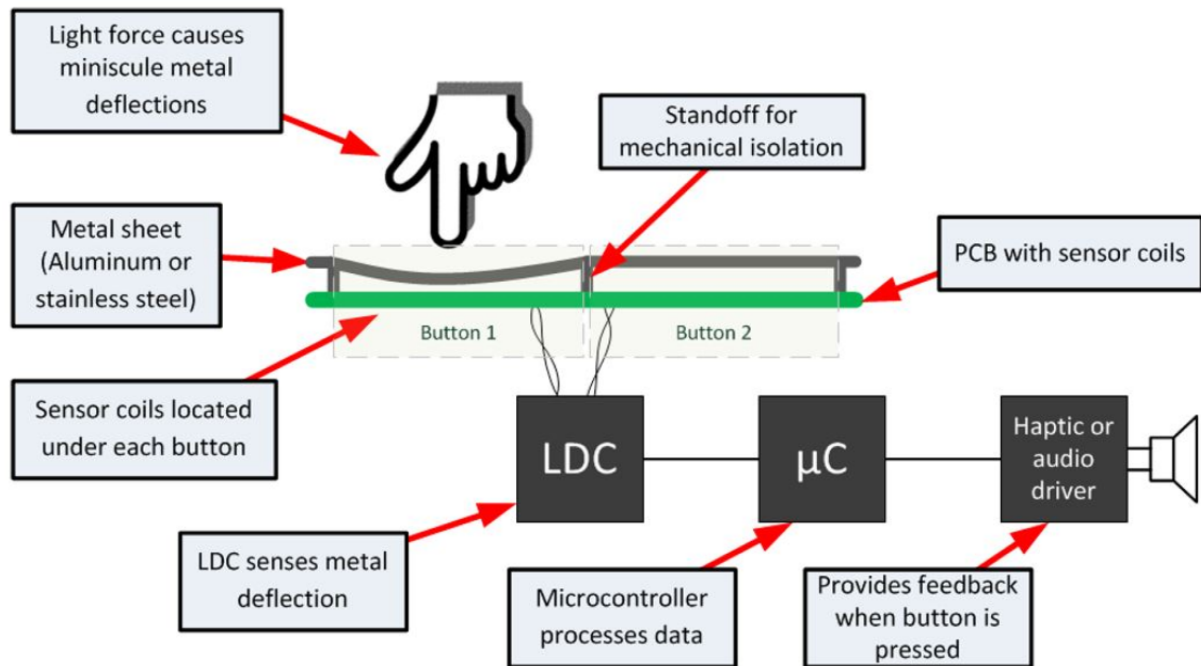 Light force causes
miniscule metal
deflections
Standoff for
mechanical isolation
Metal sheet
(Aluminum or
stainless steel)
PCB with sensor coils
Button 1
Button 2
Sensor coils located
under each button
LDC
μC
Haptic or
audio
driver
LDC senses metal
deflection
Microcontroller
processes data
Provides feedback
when button is
pressed